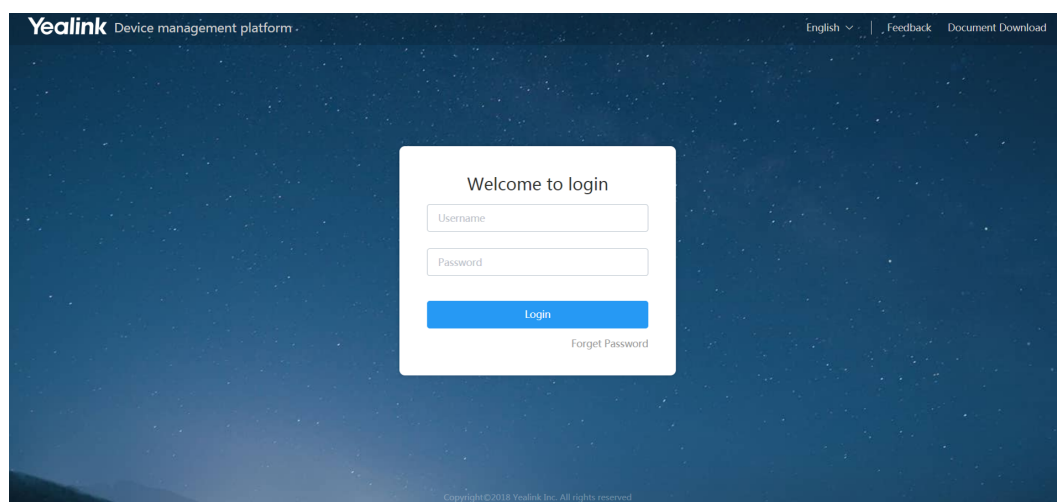 Yealink Device management platform
English Feedback Document Download
Welcome to login
Username
Password
Login
Forget Password
Copyright©2018 Yealink Inc. All rights reserved